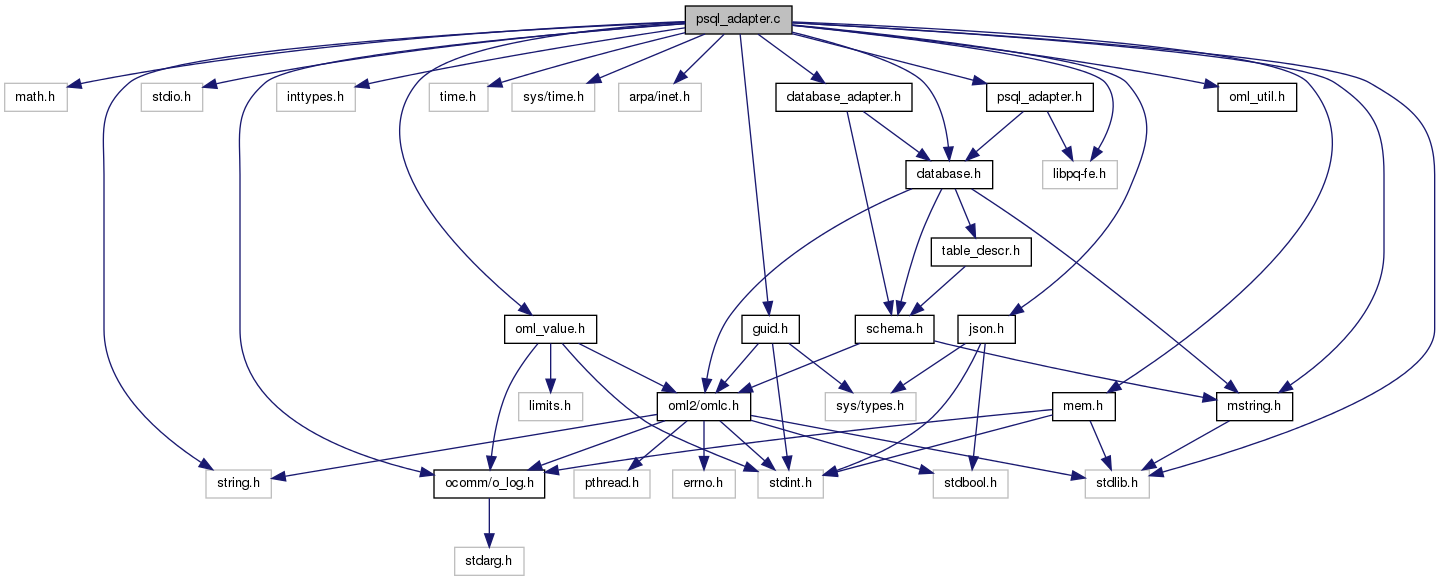 psql_adapter.c
math.h
stdio.h
inttypes.h
time.h
sys/time.h
arpa/inet.h
database_adapter.h
psql_adapter.h
oml_util.h
database.h
libpq-fe.h
table_descr.h
oml_value.h
guid.h
schema.h
json.h
limits.h
oml2/omlc.h
sys/types.h
mem.h
mstring.h
string.h
ocomm/o_log.h
pthread.h
errno.h
stdint.h
stdbool.h
stdlib.h
stdarg.h